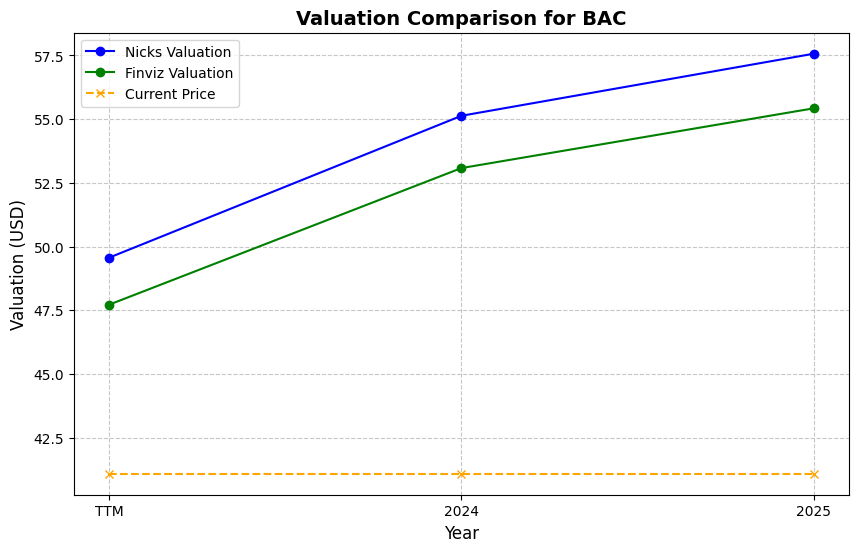 Valuation Comparison for BAC
Nicks Valuation
Finviz Valuation
Current Price
Valuation (USD)
57.5
55.0
52.5
50.0
47.5
45.0
42.5
TTM
2024
2025
Year